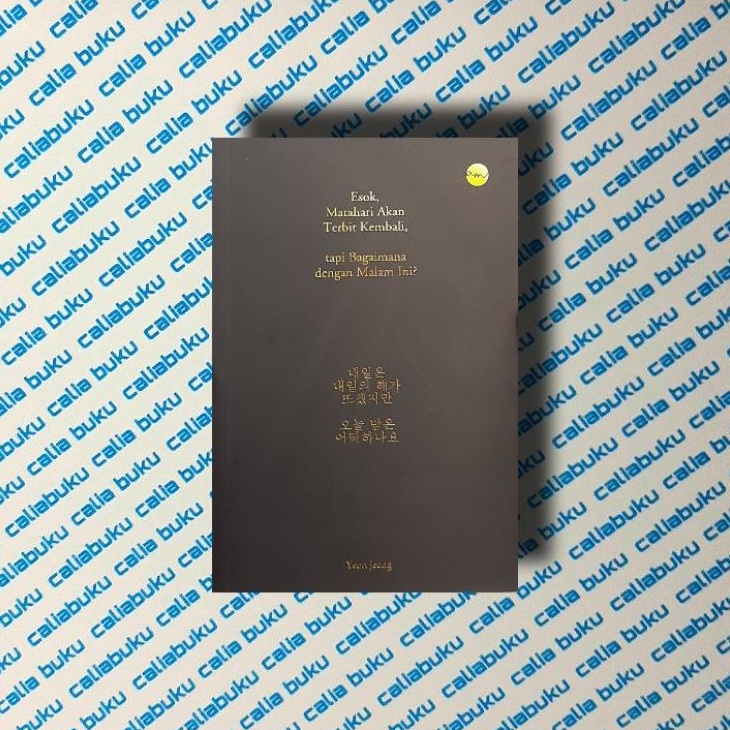 Esok,
Matahari Akan
Terbit Kembali,
tapi Bagaimana
dengan Malam Ini?
내일은
내일의 해가
뜨겠지만
오늘 밤은
어떡하나요
Yeon Jeong
calia buku
caliabuku